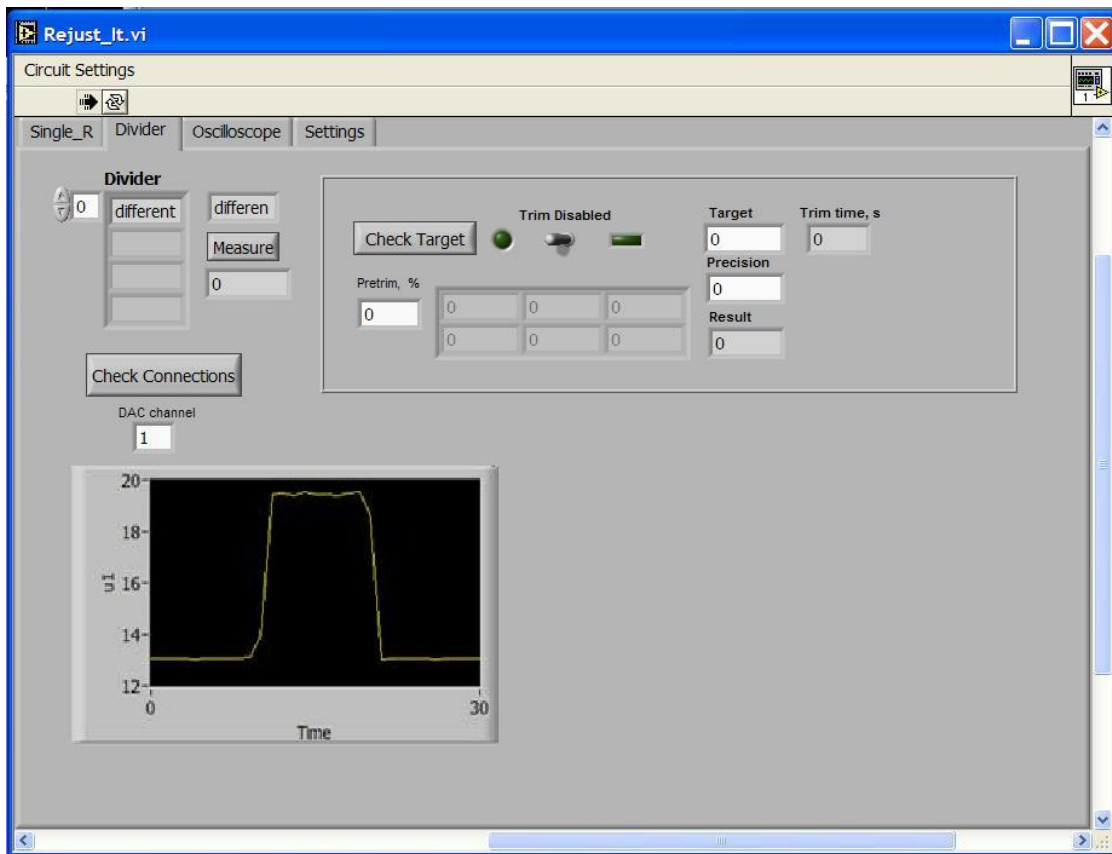 Rejust_It.vi
Circuit Settings
1
Single_R Divider Oscilloscope Settings
Divider
0 different differen
Measure
0
Check Connections
DAC channel
1
Trim Disabled
Check Target
Target Trim time, s
0 0
Precision
0
Result
0
Pretrim, %
0
0 0 0
0 0 0
20
18
16
14
12
u1
0 30
Time